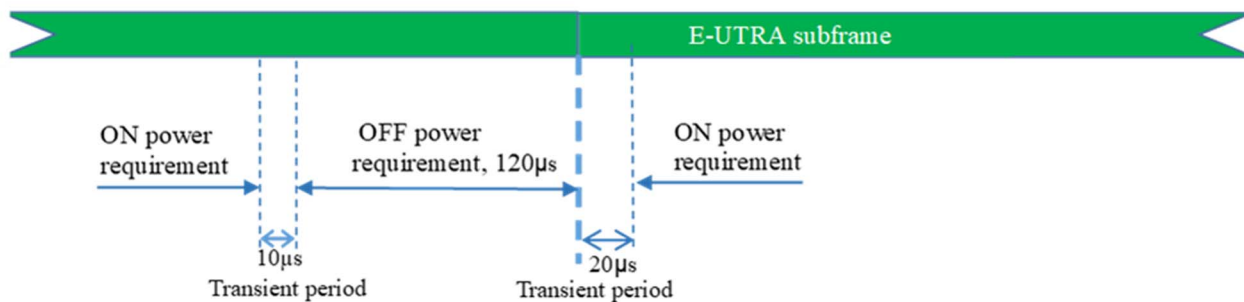 E-UTRA subframe
ON power
requirement
OFF power
requirement, 120μs
ON power
requirement
10μs
Transient period
20μs
Transient period